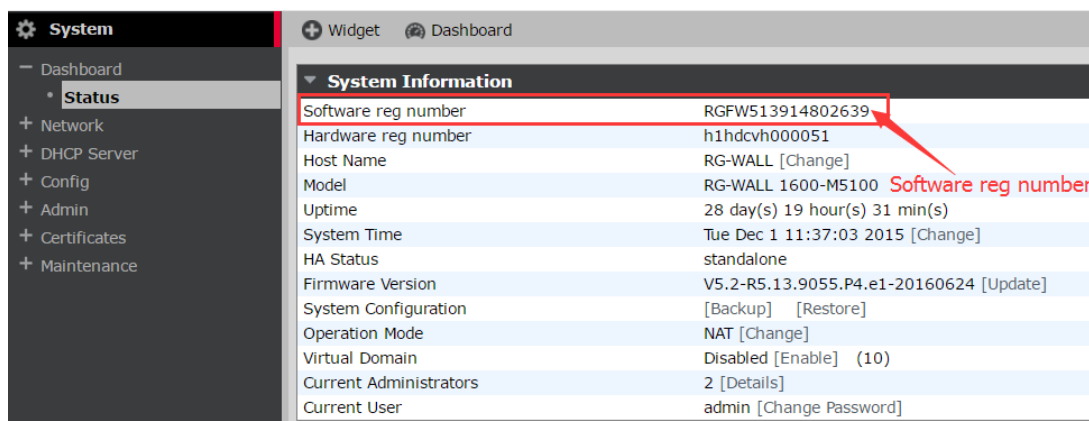 System
Widget Dashboard
Dashboard
Status
Network
DHCP Server
Config
Admin
Certificates
Maintenance
System Information
Software reg number RGFW513914802639
Hardware reg number h1hdcvh000051
Host Name RG-WALL [Change]
Model RG-WALL 1600-M5100
Software reg number
Uptime 28 day(s) 19 hour(s) 31 min(s)
System Time Tue Dec 1 11:37:03 2015 [Change]
HA Status standalone
Firmware Version V5.2-R5.13.9055.P4.e1-20160624 [Update]
System Configuration [Backup] [Restore]
Operation Mode NAT [Change]
Virtual Domain Disabled [Enable] (10)
Current Administrators 2 [Details]
Current User admin [Change Password]